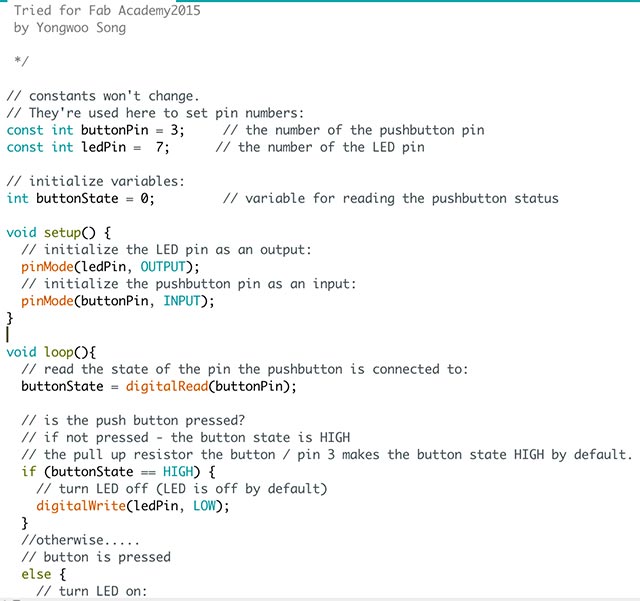 Tried for Fab Academy2015
by Yongwoo Song
*/
// constants won't change.
// They're used here to set pin numbers:
const int buttonPin = 3;     // the number of the pushbutton pin
const int ledPin =  7;      // the number of the LED pin
// initialize variables:
int buttonState = 0;         // variable for reading the pushbutton status
void setup() {
  // initialize the LED pin as an output:
  pinMode(ledPin, OUTPUT);
  // initialize the pushbutton pin as an input:
  pinMode(buttonPin, INPUT);
}
void loop(){
  // read the state of the pin the pushbutton is connected to:
  buttonState = digitalRead(buttonPin);
  // is the push button pressed?
  // if not pressed - the button state is HIGH
  // the pull up resistor the button / pin 3 makes the button state HIGH by default.
  if (buttonState == HIGH) {
    // turn LED off (LED is off by default)
    digitalWrite(ledPin, LOW);
  }
  //otherwise.....
  // button is pressed
  else {
    // turn LED on: